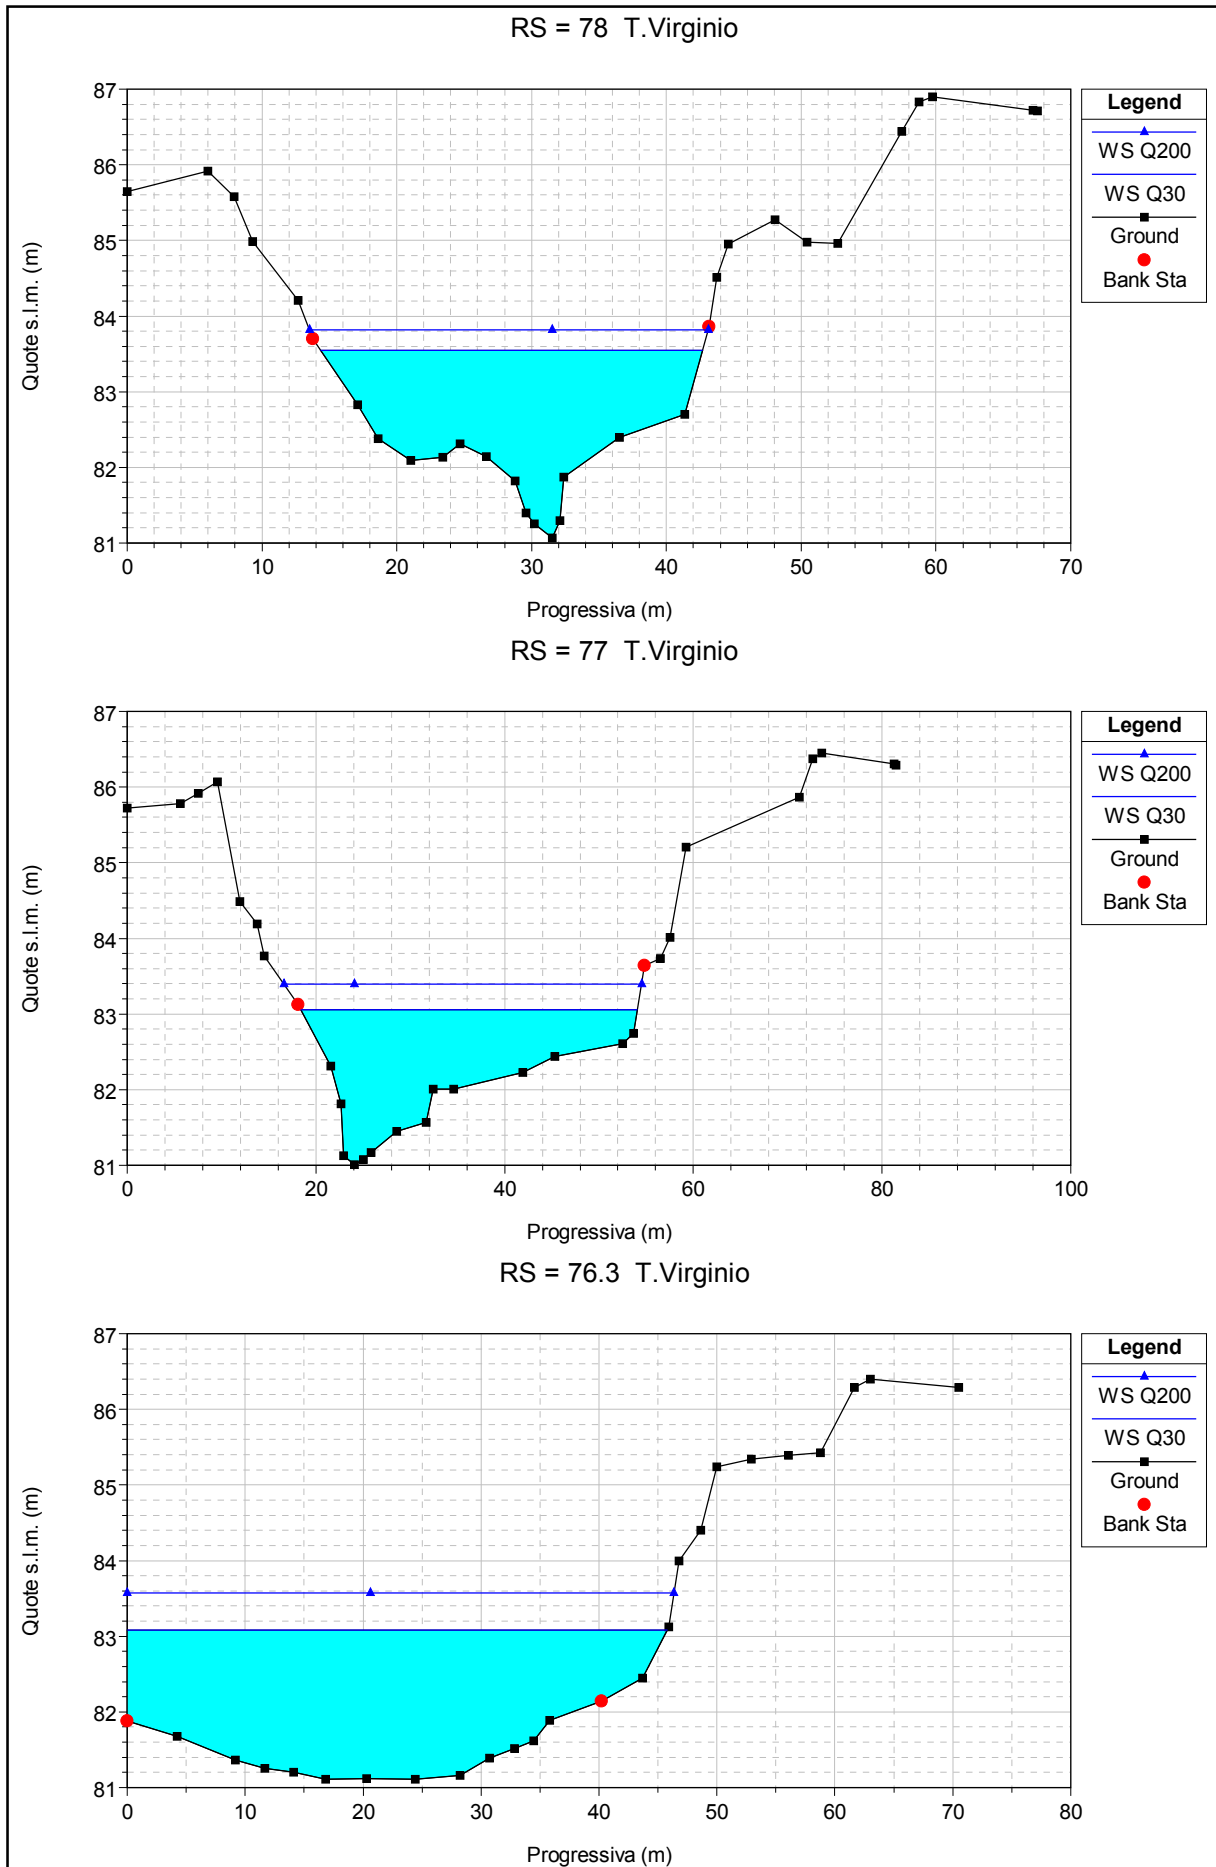 RS = 78 T.Virginio
87
86
85
84
83
82
81
Quote s.l.m. (m)
0 10 20 30 40 50 60 70
Progressiva (m)
Legend
WS Q200
WS Q30
Ground
Bank Sta
RS = 77 T.Virginio
87
86
85
84
83
82
81
Quote s.l.m. (m)
0 20 40 60 80 100
Progressiva (m)
Legend
WS Q200
WS Q30
Ground
Bank Sta
RS = 76.3 T.Virginio
87
86
85
84
83
82
81
Quote s.l.m. (m)
0 10 20 30 40 50 60 70 80
Progressiva (m)
Legend
WS Q200
WS Q30
Ground
Bank Sta